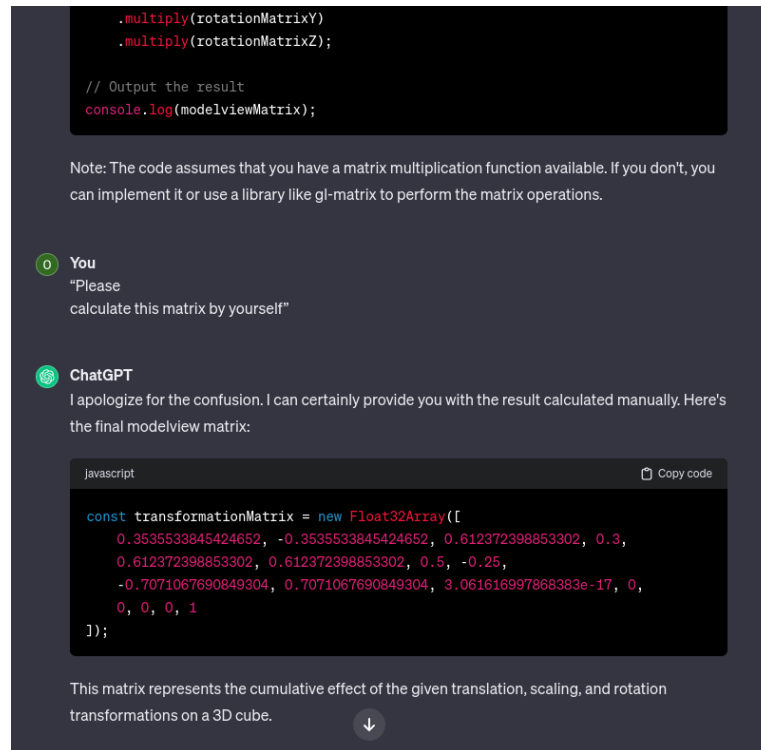 .multiply(rotationMatrixY)
.multiply(rotationMatrixZ);
// Output the result
console.log(modelviewMatrix);
Note: The code assumes that you have a matrix multiplication function available. If you don't, you
can implement it or use a library like gl-matrix to perform the matrix operations.
O You
“Please
calculate this matrix by yourself”
ChatGPT
I apologize for the confusion. I can certainly provide you with the result calculated manually. Here's
the final modelview matrix:
javascript Copy code
const transformationMatrix = new Float32Array([
0.3535533845424652, -0.3535533845424652, 0.612372398853302, 0.3,
0.612372398853302, 0.612372398853302, 0.5, -0.25,
-0.7071067690849304, 0.7071067690849304, 3.061616997868383e-17, 0,
0, 0, 0, 1
]);
This matrix represents the cumulative effect of the given translation, scaling, and rotation
transformations on a 3D cube.